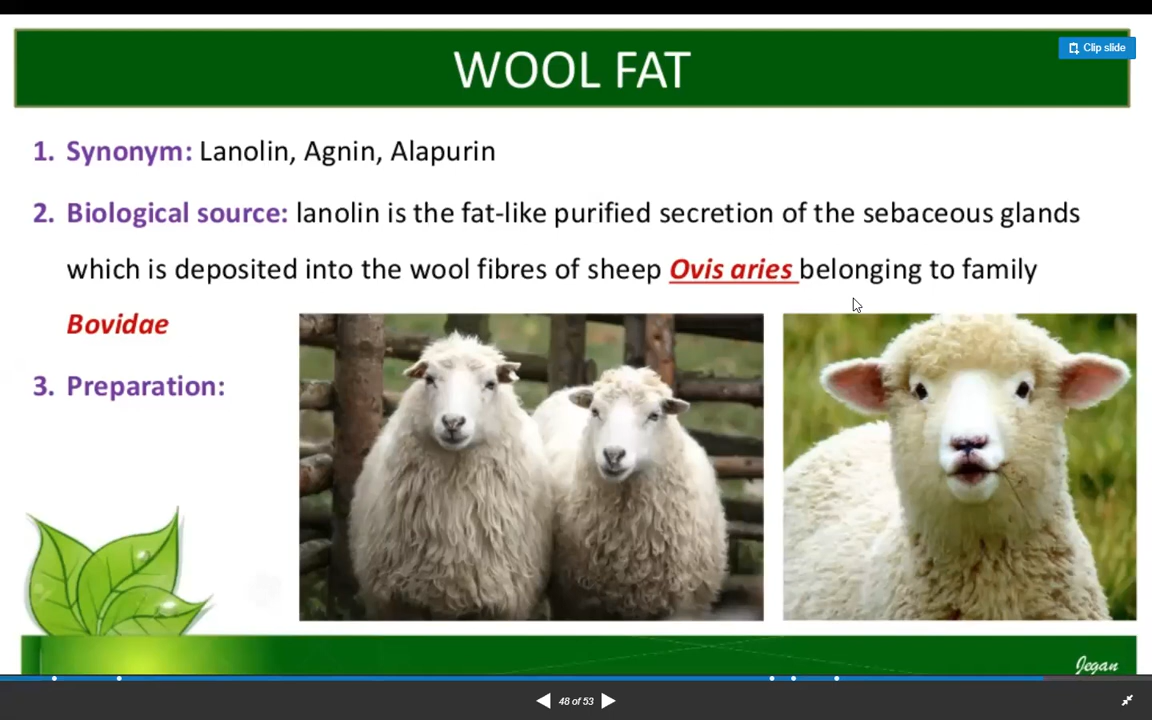 WOOL FAT
Clip slide
1. Synonym: Lanolin, Agnin, Alapurin
2. Biological source: lanolin is the fat-like purified secretion of the sebaceous glands
which is deposited into the wool fibres of sheep Ovis aries belonging to family
Bovidae
3. Preparation:
Jegan
48 of 53